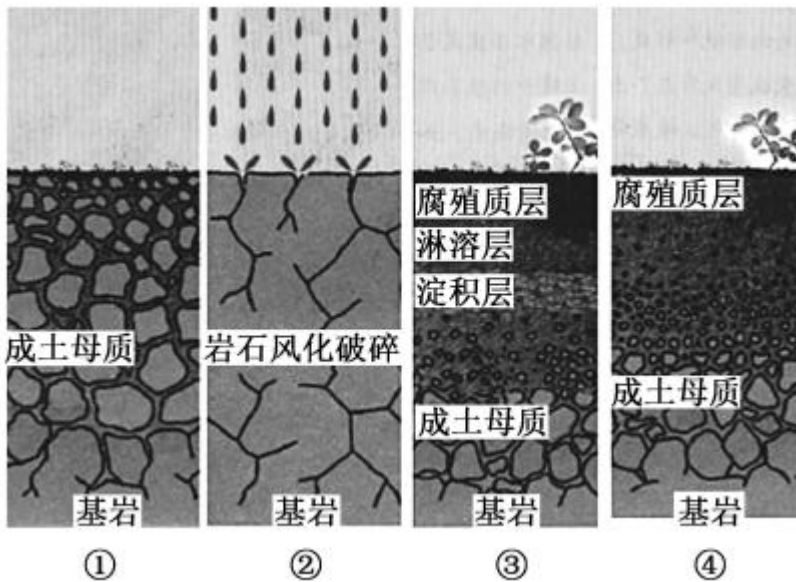 成土母质
基岩
①
岩石风化破碎
基岩
②
腐殖质层
淋溶层
淀积层
成土母质
基岩
③
腐殖质层
成土母质
基岩
④